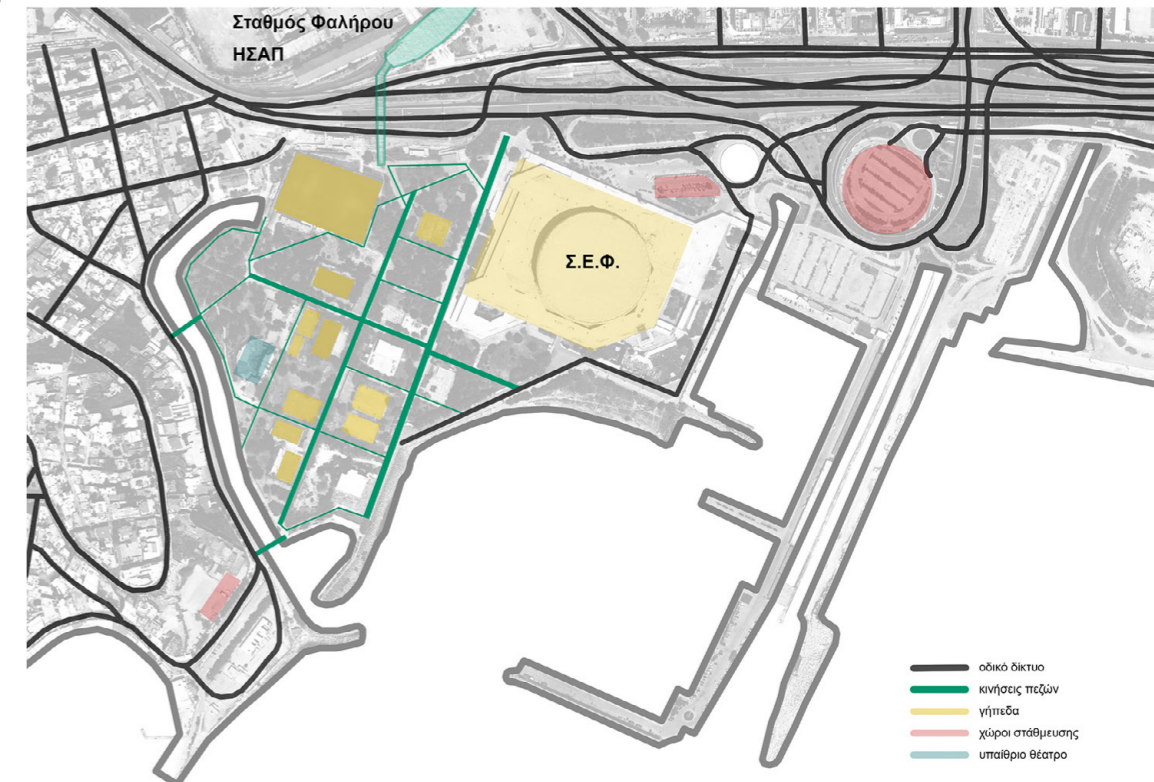 Σταθμός Φαλήρου
ΗΣΑΠ
Σ.Ε.Φ.
οδικό δίκτυο
κινήσεις πεζών
γήπεδα
χώροι στάθμευσης
υπαίθριο θέατρο